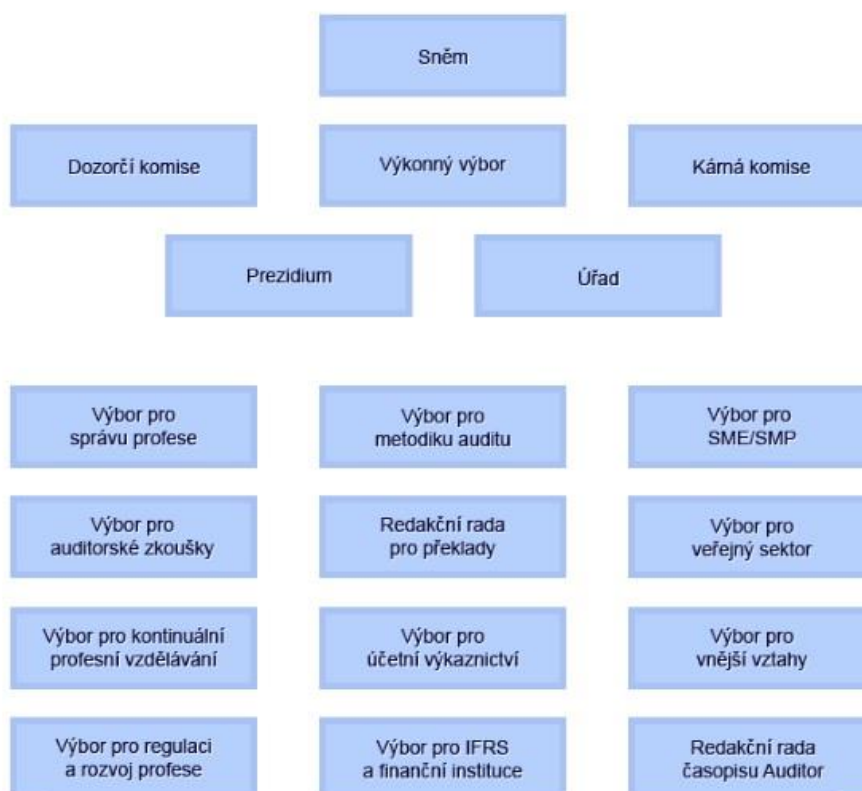 Sněm
Dozorčí komise
Výkonný výbor
Kárná komise
Prezidium
Úřad
Výbor pro
správu profese
Výbor pro
metodiku auditu
Výbor pro
SME/SMP
Výbor pro
auditorské zkoušky
Redakční rada
pro překlady
Výbor pro
veřejný sektor
Výbor pro kontinuální
profesní vzdělávání
Výbor pro
účetní výkaznictví
Výbor pro
vnější vztahy
Výbor pro regulaci
a rozvoj profese
Výbor pro IFRS
a finanční instituce
Redakční rada
časopisu Auditor